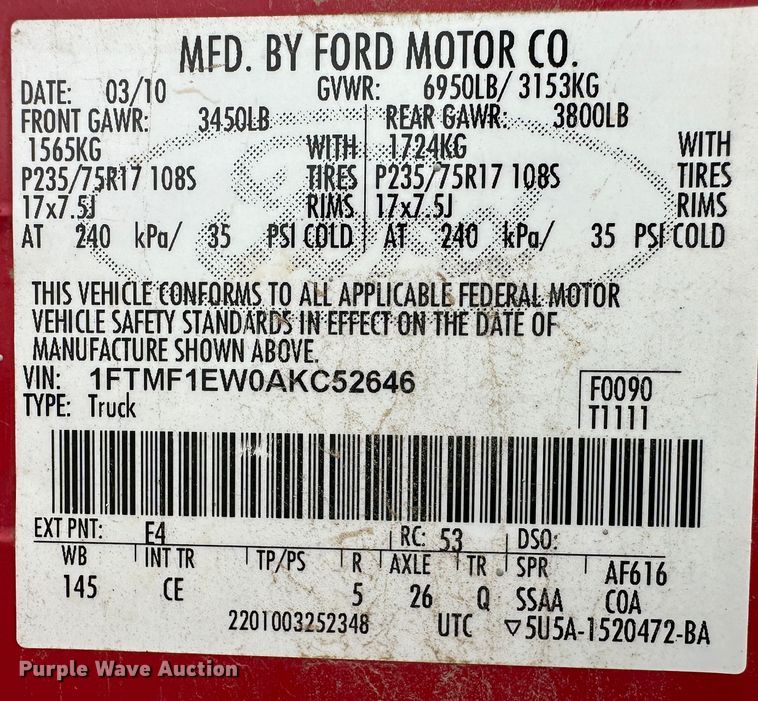 MFD. BY FORD MOTOR CO.
DATE: 03/10 GVWR: 6950LB/ 3153KG
FRONT GAWR: 3450LB REAR GAWR: 3800LB
1565KG WITH 1724KG WITH
P235/75R17 108S TIRES P235/75R17 108S TIRES
17x7.5J RIMS 17x7.5J RIMS
AT 240 kPa/ 35 PSI COLD AT 240 kPa/ 35 PSI COLD
Ford
THIS VEHICLE CONFORMS TO ALL APPLICABLE FEDERAL MOTOR
VEHICLE SAFETY STANDARDS IN EFFECT ON THE DATE OF
MANUFACTURE SHOWN ABOVE.
VIN: 1FTMF1EW0AKC52646 F0090
TYPE: Truck T1111
EXT PNT: E4 RC: 53 DSO:
WB INT TR TP/PS R AXLE TR SPR AF616
145 CE 5 26 Q SSAA COA
2201003252348 UTC ▽5U5A-1520472-BA
Purple Wave Auction